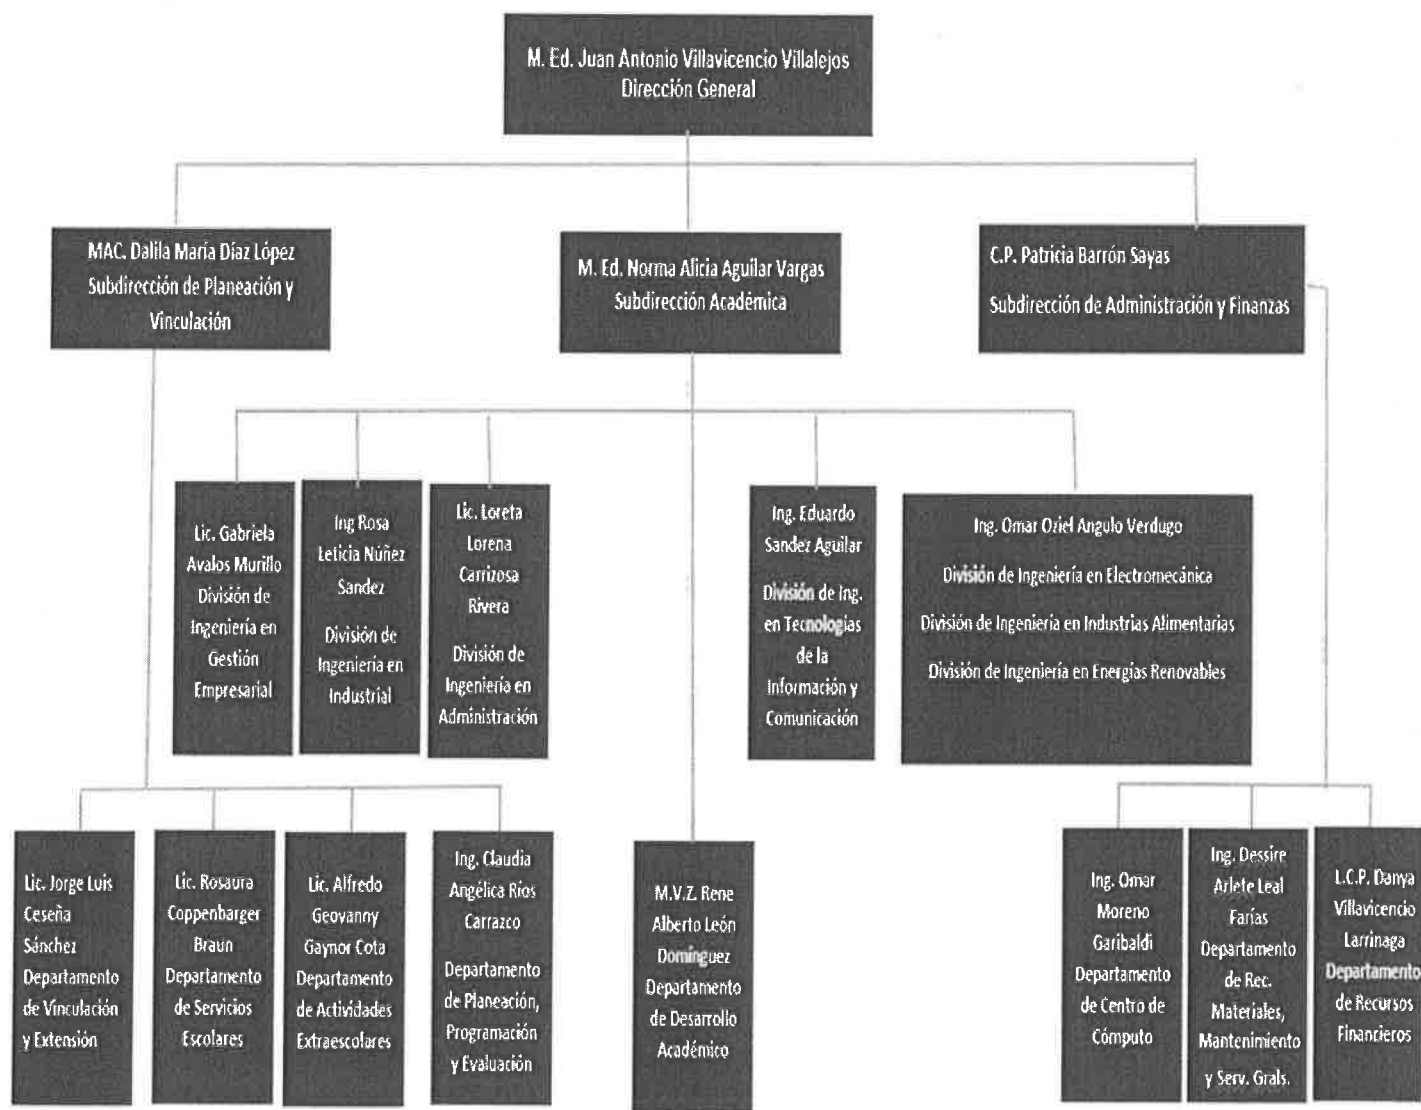 M. Ed. Juan Antonio Villavicencio Villalejos
Dirección General
MAC. Dalila María Díaz López
Subdirección de Planeación y
Vinculación
M. Ed. Norma Alicia Aguilar Vargas
Subdirección Académica
C.P. Patricia Barrón Sayas
Subdirección de Administración y Finanzas
Lic. Gabriela
Avalos Murillo
División de
Ingeniería en
Gestión
Empresarial
Ing Rosa
Leticia Núñez
Sandez
División de
Ingeniería en
Industrial
Lic. Loreta
Lorena
Carrizosa
Rivera
División de
Ingeniería en
Administración
Ing. Eduardo
Sandez Aguilar
División de Ing.
en Tecnologías
de la
Información y
Comunicación
Ing. Omar Oziel Angulo Verdugo
División de Ingeniería en Electromecánica
División de Ingeniería en Industrias Alimentarias
División de Ingeniería en Energías Renovables
Lic. Jorge Luis
Ceseña
Sánchez
Departamento
de Vinculación
y Extensión
Lic. Rosaura
Coppenbarger
Braun
Departamento
de Servicios
Escolares
Lic. Alfredo
Geovanny
Gaynor Cota
Departamento
de Actividades
Extraescolares
Ing. Claudia
Angélica Ríos
Carrazco
Departamento
de Planeación,
Programación
y Evaluación
M.V.Z. Rene
Alberto León
Domínguez
Departamento
de Desarrollo
Académico
Ing. Omar
Moreno
Garibaldi
Departamento
de Centro de
Cómputo
Ing. Dessire
Arlete Leal
Farías
Departamento
de Rec.
Materiales,
Mantenimiento
y Serv. Grals.
L.C.P. Danya
Villavicencio
Larrinaga
Departamento
de Recursos
Financieros